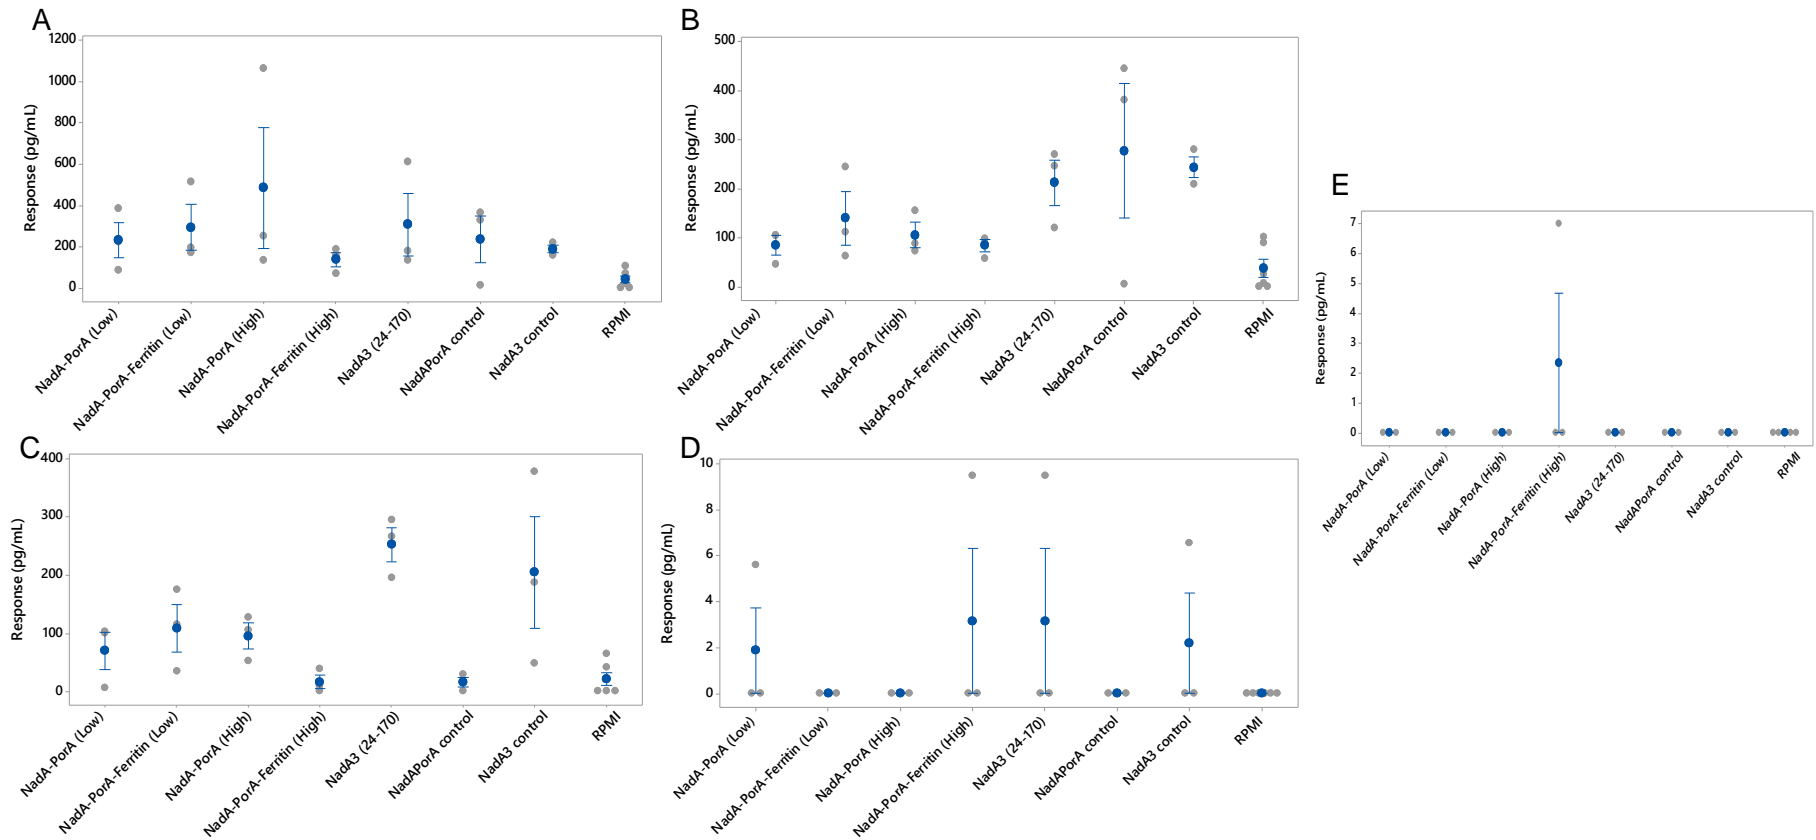 A
Response (pg/mL)
1200
1000
800
600
400
200
0
NadA-PorA (Low)
NadA-PorA-Ferritin (Low)
NadA-PorA (High)
NadA-PorA-Ferritin (High)
NadA3 (24-170)
NadAPorA control
NadA3 control
RPMI
B
Response (pg/mL)
500
400
300
200
100
0
NadA-PorA (Low)
NadA-PorA-Ferritin (Low)
NadA-PorA (High)
NadA-PorA-Ferritin (High)
NadA3 (24-170)
NadAPorA control
NadA3 control
RPMI
E
Response (pg/mL)
7
6
5
4
3
2
1
0
NadA-PorA (Low)
NadA-PorA-Ferritin (Low)
NadA-PorA (High)
NadA-PorA-Ferritin (High)
NadA3 (24-170)
NadAPorA control
NadA3 control
RPMI
C
Response (pg/mL)
400
300
200
100
0
NadA-PorA (Low)
NadA-PorA-Ferritin (Low)
NadA-PorA (High)
NadA-PorA-Ferritin (High)
NadA3 (24-170)
NadAPorA control
NadA3 control
RPMI
D
Response (pg/mL)
10
8
6
4
2
0
NadA-PorA (Low)
NadA-PorA-Ferritin (Low)
NadA-PorA (High)
NadA-PorA-Ferritin (High)
NadA3 (24-170)
NadAPorA control
NadA3 control
RPMI